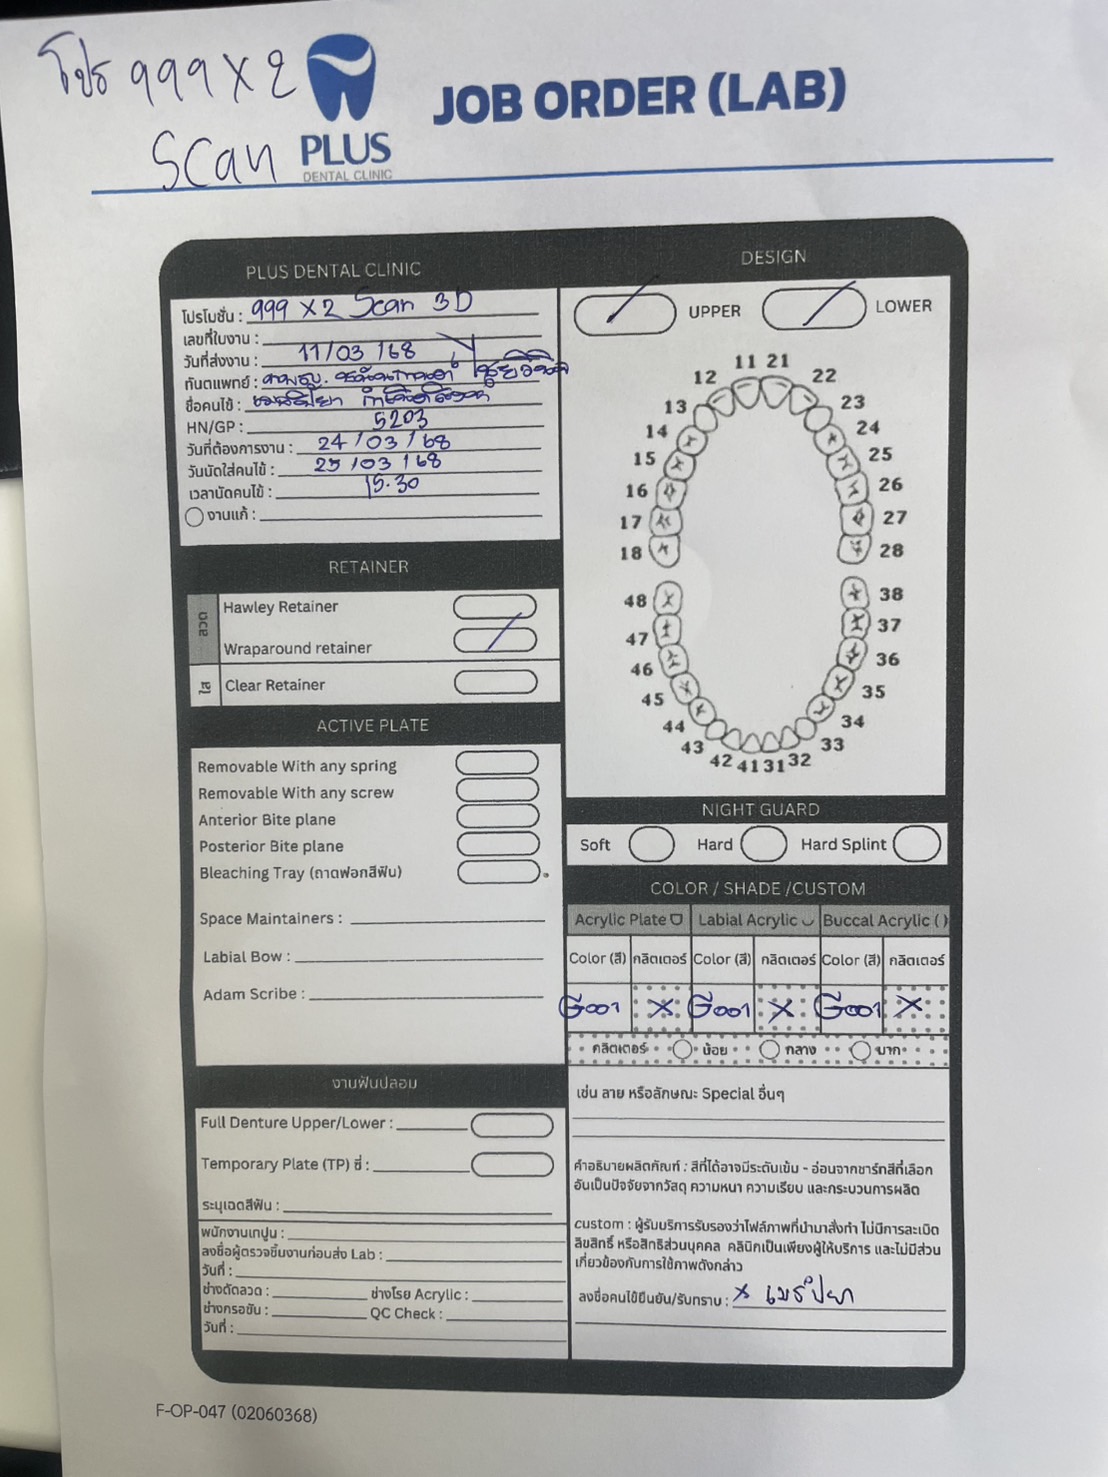 โปร 999 X 2
Scan
PLUS
DENTAL CLINIC
JOB ORDER (LAB)
PLUS DENTAL CLINIC
โปรโมชั่น : 999 X 2 Scan 3D
เลขที่ใบงาน :
วันที่ส่งงาน : 11/03/68
ทันตแพทย์ :
ชื่อคนไข้ :
HN/GP : 5203
วันที่ต้องการงาน : 24/03/68
วันนัดใส่คนไข้ : 25/03/68
เวลานัดคนไข้ : 15.30
งานแก้ :
RETAINER
ลวด
Hawley Retainer
Wraparound retainer
ใส
Clear Retainer
ACTIVE PLATE
Removable With any spring
Removable With any screw
Anterior Bite plane
Posterior Bite plane
Bleaching Tray (ถาดฟอกสีฟัน)
Space Maintainers :
Labial Bow :
Adam Scribe :
งานฟันปลอม
Full Denture Upper/Lower :
Temporary Plate (TP) ซี่ :
ระบุเฉดสีฟัน :
พนักงานเทปูน :
ลงชื่อผู้ตรวจชิ้นงานก่อนส่ง Lab :
วันที่ :
ช่างดัดลวด : ช่างโรย Acrylic :
ช่างกรอขัน : QC Check :
วันที่ :
DESIGN
UPPER LOWER
11 21
12 22
13 23
14 24
15 25
16 26
17 27
18 28
48 38
47 37
46 36
45 35
44 34
43 33
42 41 31 32
NIGHT GUARD
Soft Hard Hard Splint
COLOR / SHADE /CUSTOM
Acrylic Plate Labial Acrylic Buccal Acrylic ( )
Color (สี) กลิตเตอร์ Color (สี) กลิตเตอร์ Color (สี) กลิตเตอร์
G001 X G001 X G001 X
กลิตเตอร์ น้อย กลาง มาก
เช่น ลาย หรือลักษณะ Special อื่นๆ
คำอธิบายผลิตภัณฑ์ : สีที่ได้อาจมีระดับเข้ม - อ่อนจากชาร์ทสีที่เลือก
อันเป็นปัจจัยจากวัสดุ ความหนา ความเรียบ และกระบวนการผลิต
custom : ผู้รับบริการรับรองว่าไฟล์ภาพที่นำมาสั่งทำ ไม่มีการละเมิด
ลิขสิทธิ์ หรือสิทธิส่วนบุคคล คลินิกเป็นเพียงผู้ให้บริการ และไม่มีส่วน
เกี่ยวข้องกับการใช้ภาพดังกล่าว
ลงชื่อคนไข้ยืนยัน/รับทราบ : x
F-OP-047 (02060368)